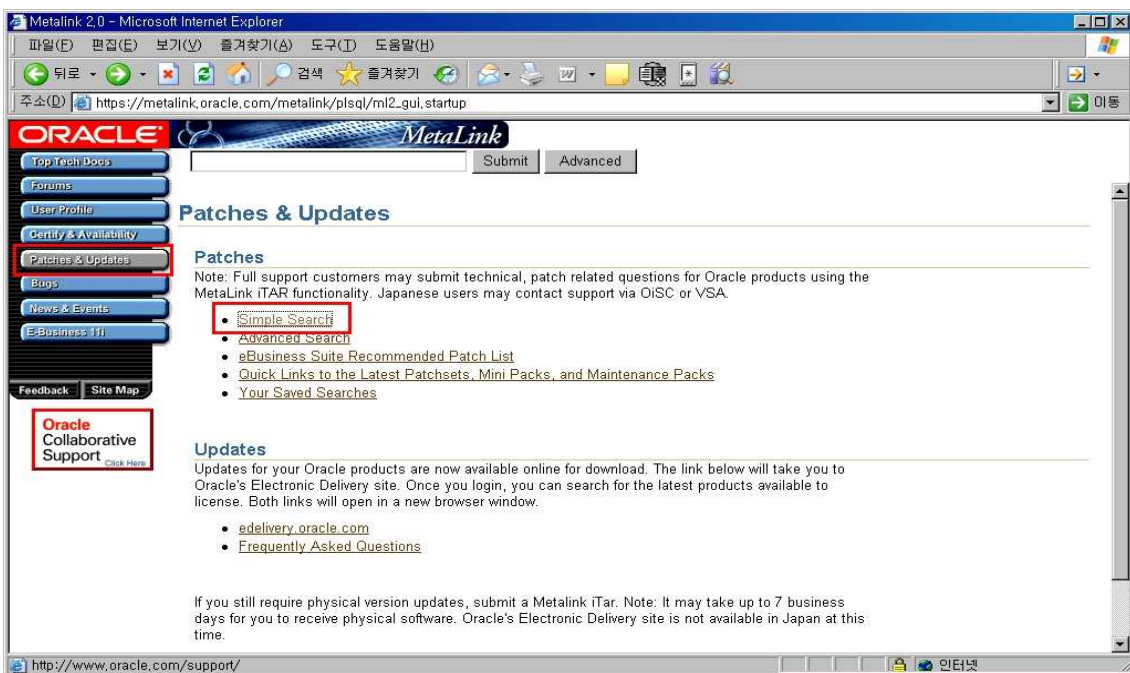 Metalink 2,0 - Microsoft Internet Explorer
파일(F) 편집(E) 보기(V) 즐겨찾기(A) 도구(T) 도움말(H)
뒤로 검색 즐겨찾기
주소(D) https://metalink,oracle,com/metalink/plsql/ml2_gui,startup 이동
ORACLE MetaLink
Submit Advanced
Top Tech Docs
Forums
User Profile
Certify & Availability
Patches & Updates
Bugs
News & Events
E-Business 11i
Feedback Site Map
Oracle
Collaborative
Support Click Here
Patches & Updates
Patches
Note: Full support customers may submit technical, patch related questions for Oracle products using the
MetaLink iTAR functionality. Japanese users may contact support via OiSC or VSA.
• Simple Search
• Advanced Search
• eBusiness Suite Recommended Patch List
• Quick Links to the Latest Patchsets, Mini Packs, and Maintenance Packs
• Your Saved Searches
Updates
Updates for your Oracle products are now available online for download. The link below will take you to
Oracle's Electronic Delivery site. Once you login, you can search for the latest products available to
license. Both links will open in a new browser window.
• edelivery.oracle.com
• Frequently Asked Questions
If you still require physical version updates, submit a Metalink iTar. Note: It may take up to 7 business
days for you to receive physical software. Oracle's Electronic Delivery site is not available in Japan at this
time.
http://www,oracle,com/support/ 인터넷